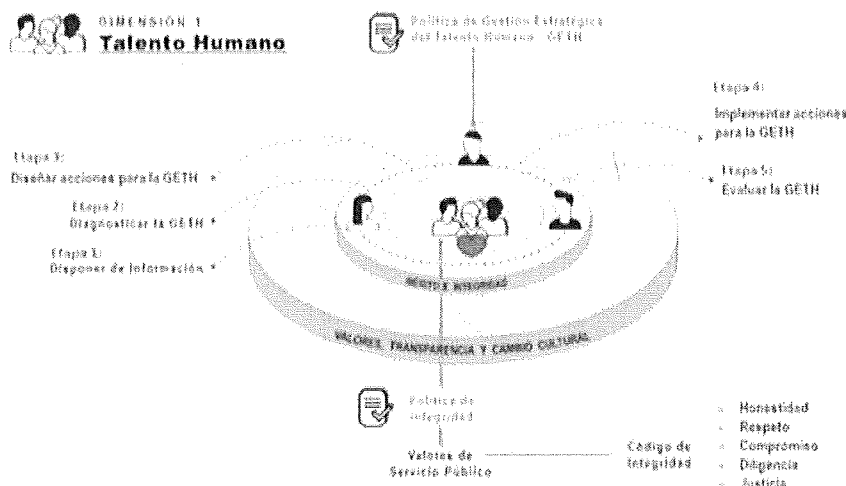 DIMENSIÓN 1
Talento Humano
Política de Gestión Estratégica
del Talento Humano GETH
Etapa 4:
Implementar acciones
para la GETH
Etapa 3:
Diseñar acciones para la GETH
Etapa 5:
Evaluar la GETH
Etapa 2:
Diagnosticar la GETH
Etapa 1:
Disponer de Información
INTEGRIDAD
VALORES, TRANSPARENCIA Y CAMBIO CULTURAL
Política de
Integridad
Valores de
Servicio Público
Código de
Integridad
Honestidad
Respeto
Compromiso
Diligencia
Justicia